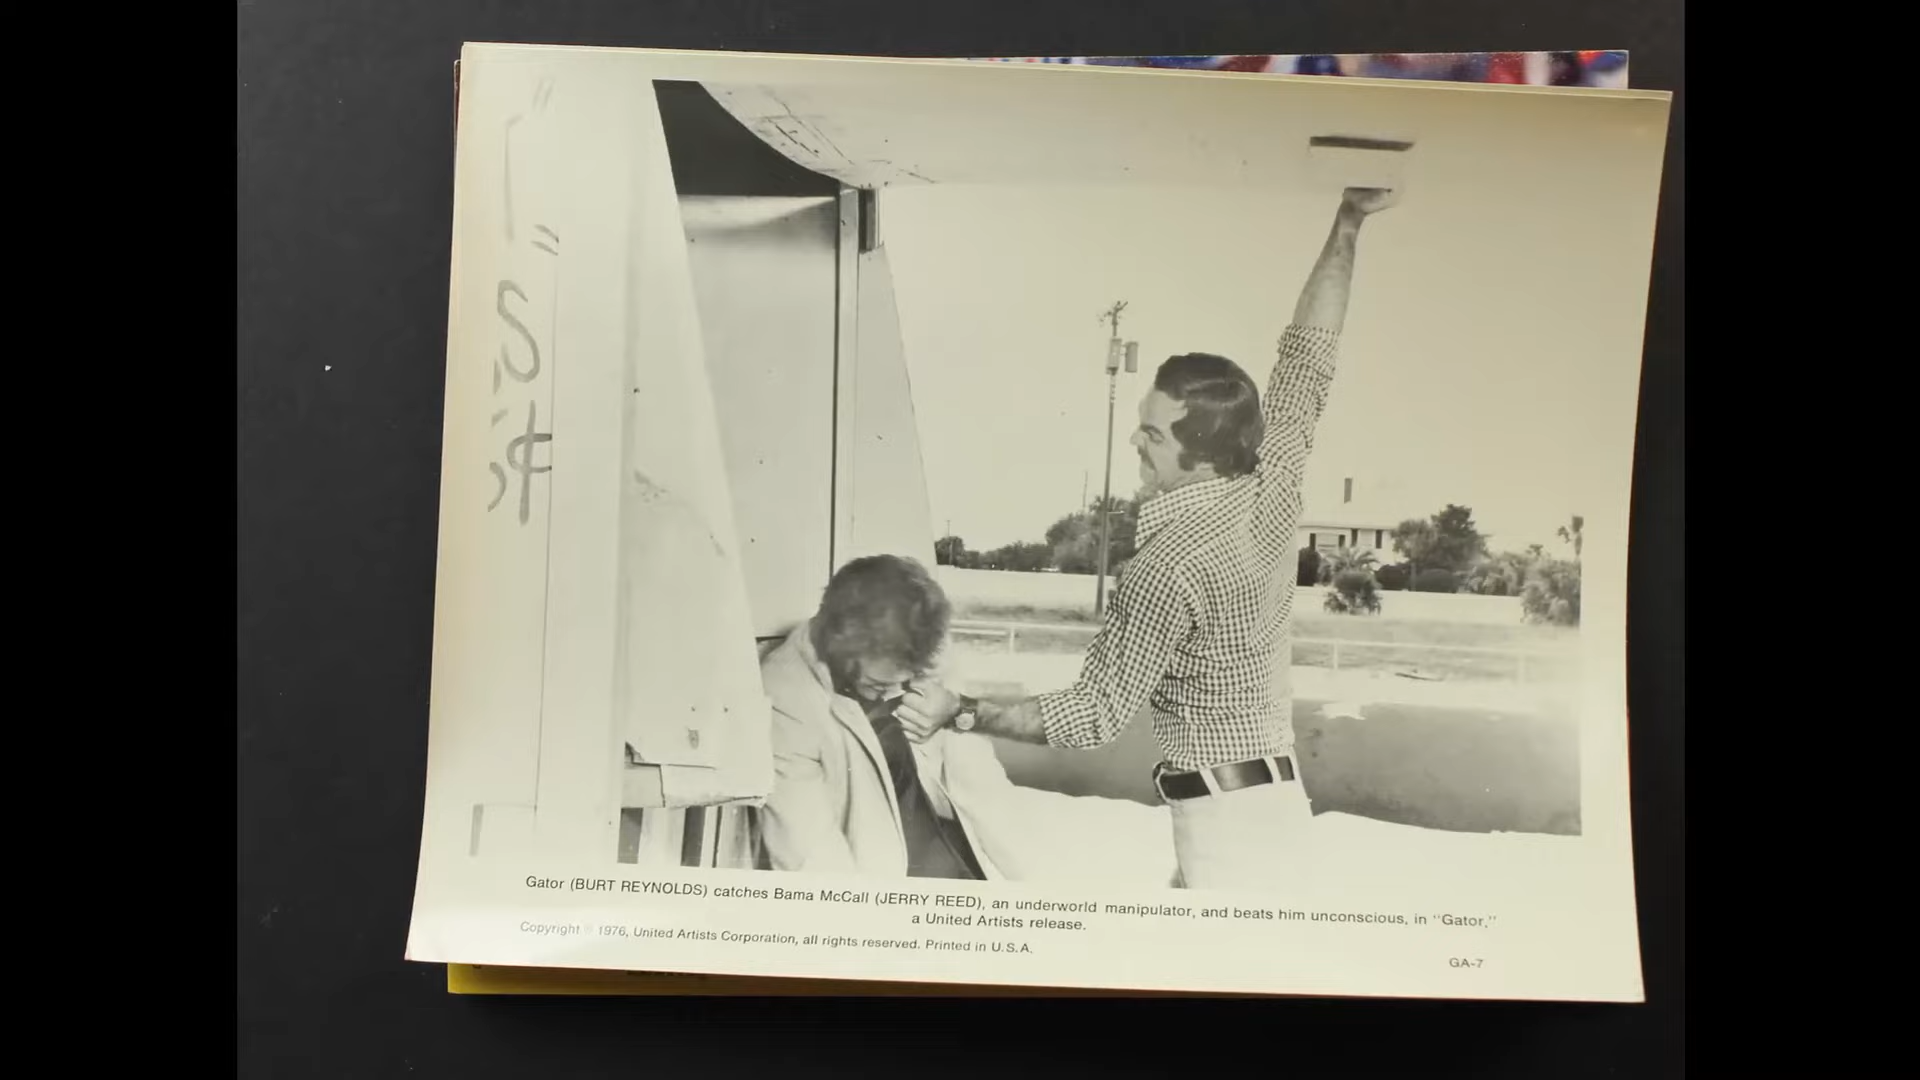 Gator (BURT REYNOLDS) catches Bama McCall (JERRY REED), an underworld manipulator, and beats him unconscious, in "Gator,"
a United Artists release.
Copyright © 1976, United Artists Corporation, all rights reserved. Printed in U.S.A.
GA-7